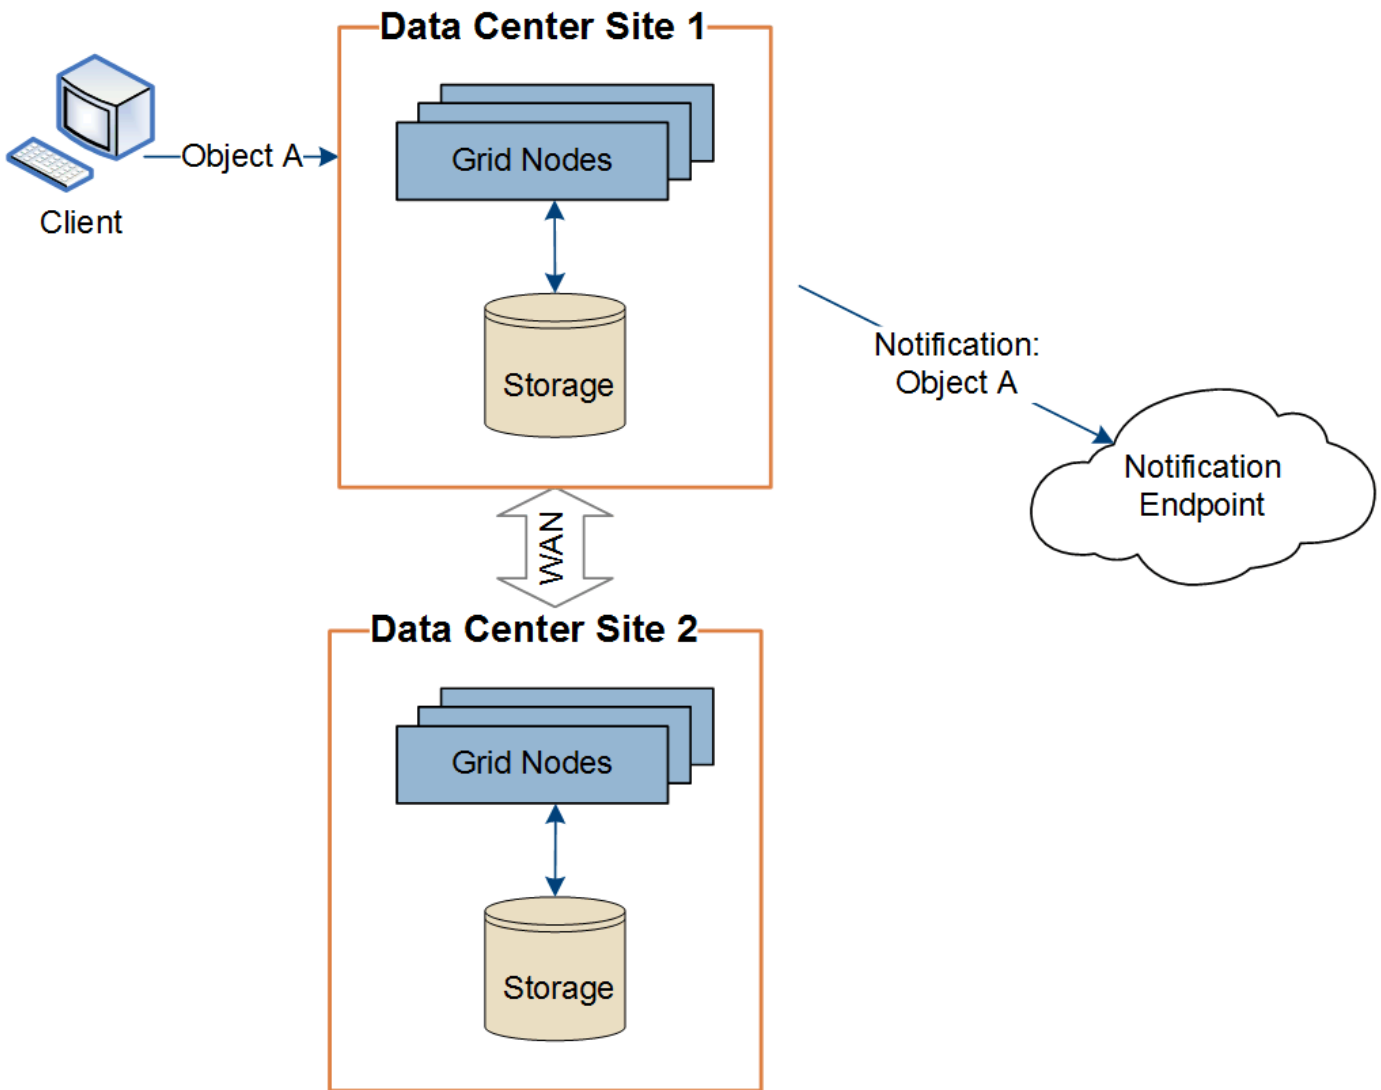 Data Center Site 1
Grid Nodes
Object A
Client
Storage
Notification:
Object A
Notification
Endpoint
WAN
Data Center Site 2
Grid Nodes
Storage